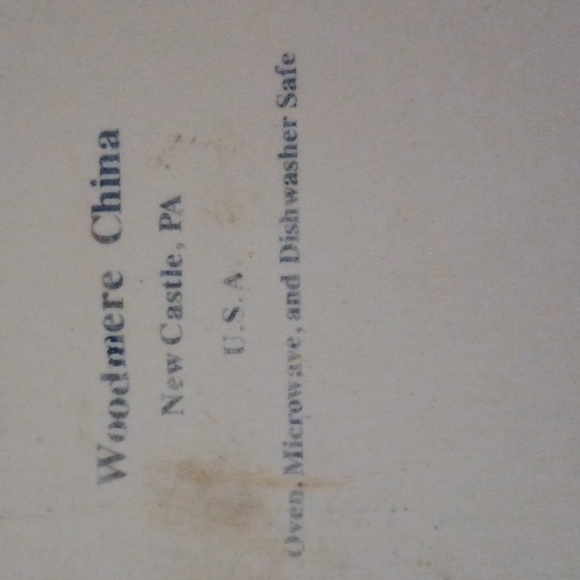 Woodmere China
New Castle, PA
U.S.A.
Oven, Microwave, and Dishwasher Safe